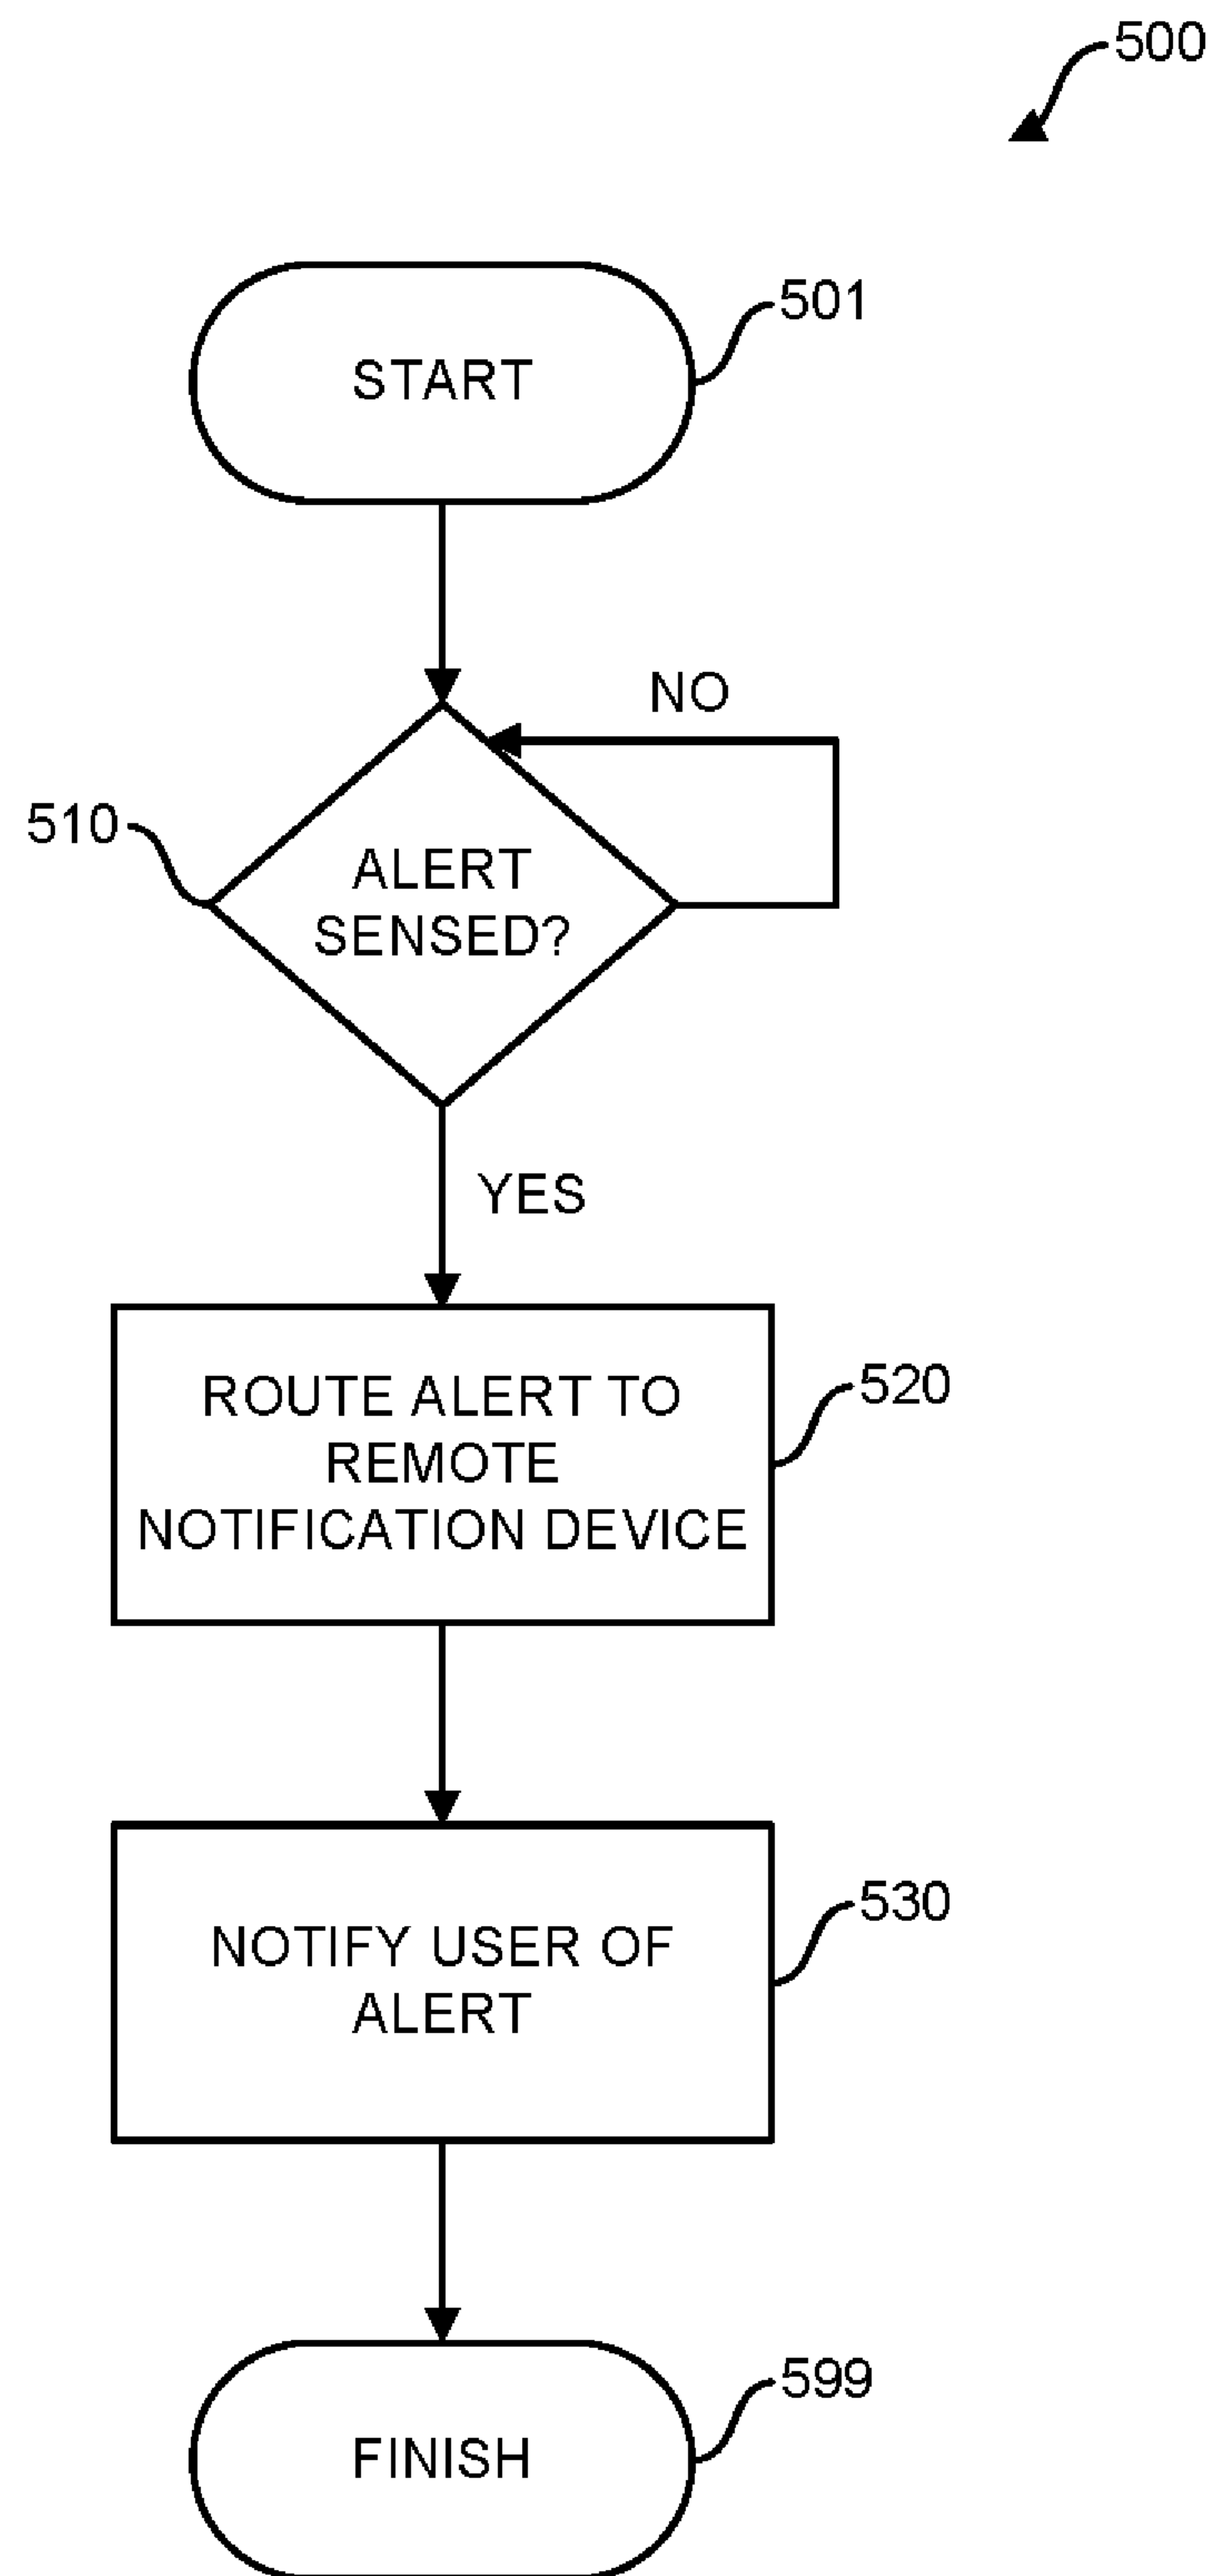 500
501
START
NO
510
ALERT
SENSED?
YES
ROUTE ALERT TO
REMOTE
NOTIFICATION DEVICE
520
530
NOTIFY USER OF
ALERT
599
FINISH